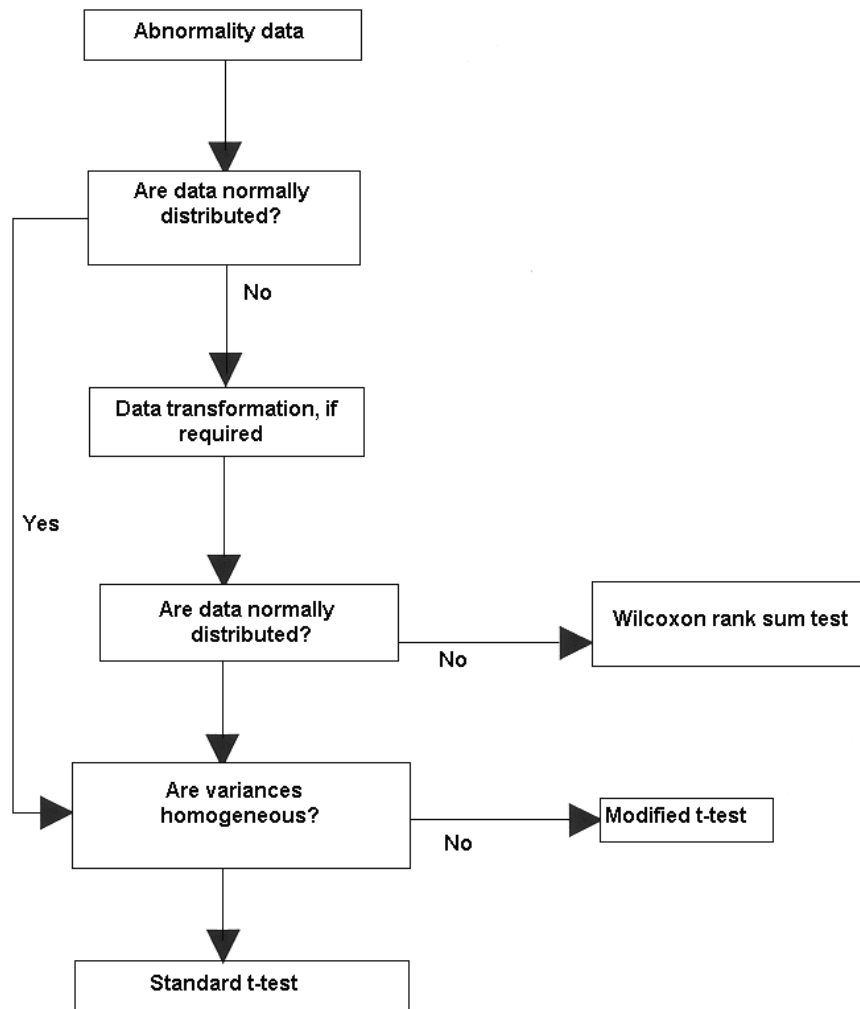 Abnormality data
Are data normally
distributed?
No
Data transformation, if
required
Yes
Are data normally
distributed?
No
Wilcoxon rank sum test
Are variances
homogeneous?
No
Modified t-test
Standard t-test